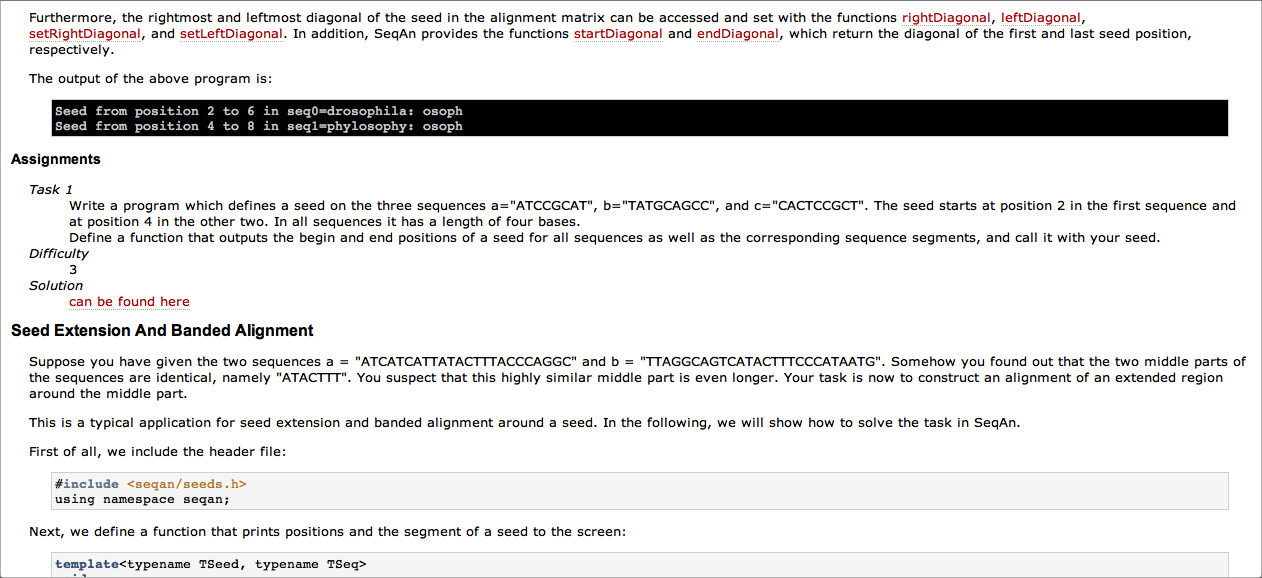 Furthermore, the rightmost and leftmost diagonal of the seed in the alignment matrix can be accessed and set with the functions rightDiagonal, leftDiagonal,
setRightDiagonal, and setLeftDiagonal. In addition, SeqAn provides the functions startDiagonal and endDiagonal, which return the diagonal of the first and last seed position,
respectively.
The output of the above program is:
Seed from position 2 to 6 in seq0=drosophila: osoph
Seed from position 4 to 8 in seq1=phylosophy: osoph
Assignments
Task 1
Write a program which defines a seed on the three sequences a="ATCCGCAT", b="TATGCAGCC", and c="CACTCCGCT". The seed starts at position 2 in the first sequence and
at position 4 in the other two. In all sequences it has a length of four bases.
Define a function that outputs the begin and end positions of a seed for all sequences as well as the corresponding sequence segments, and call it with your seed.
Difficulty
3
Solution
can be found here
Seed Extension And Banded Alignment
Suppose you have given the two sequences a = "ATCATCATTATACTTTACCCAGGC" and b = "TTAGGCAGTCATACTTTCCCATAATG". Somehow you found out that the two middle parts of
the sequences are identical, namely "ATACTTT". You suspect that this highly similar middle part is even longer. Your task is now to construct an alignment of an extended region
around the middle part.
This is a typical application for seed extension and banded alignment around a seed. In the following, we will show how to solve the task in SeqAn.
First of all, we include the header file:
#include <seqan/seeds.h>
using namespace seqan;
Next, we define a function that prints positions and the segment of a seed to the screen:
template<typename TSeed, typename TSeq>